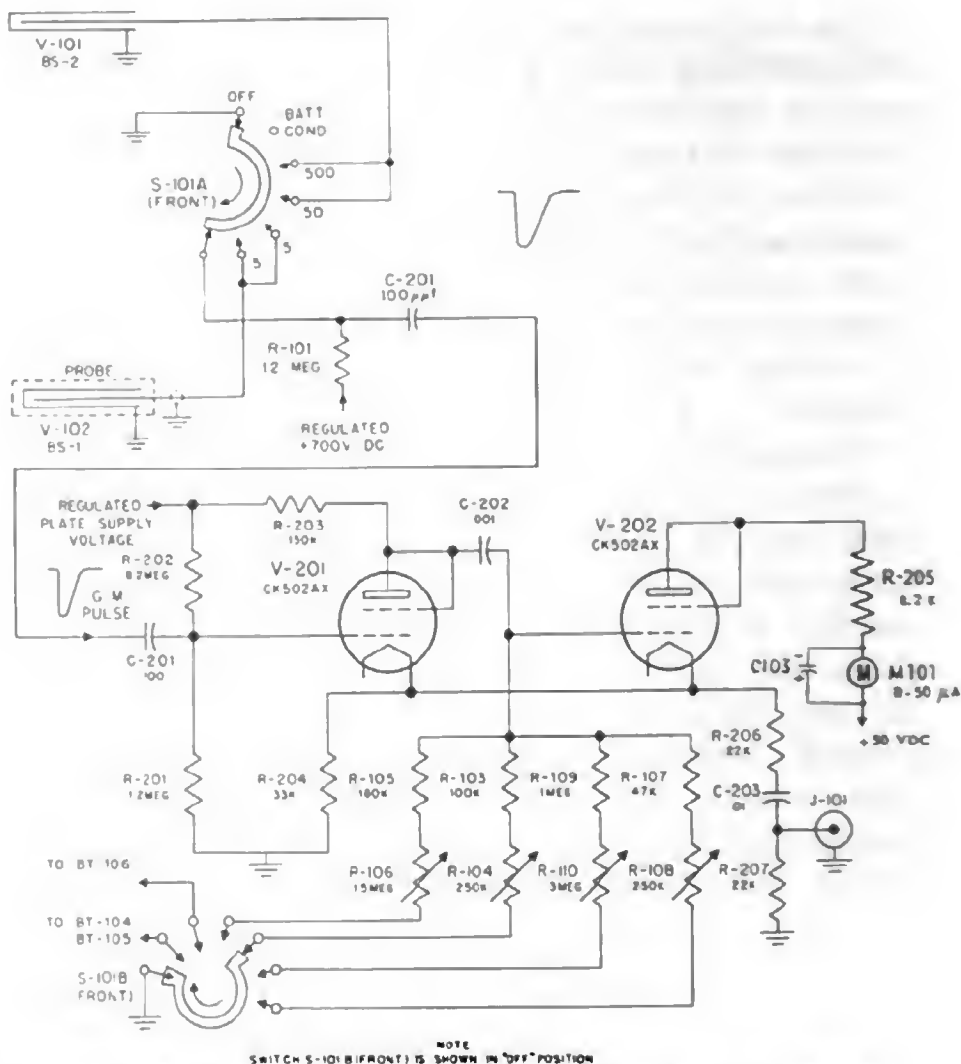 V-101
BS-2
OFF
BATT
COND
500
S-101A
(FRONT)
50
5
5
C-201
100 μμf
R-101
12 MEG
PROBE
V-102
BS-1
REGULATED
+700V DC
REGULATED
PLATE SUPPLY
VOLTAGE
R-203
150K
C-202
001
V-202
CK502AX
R-202
8.2MEG
V-201
CK502AX
G M
PULSE
R-205
8.2 K
C-201
100
C103
M
M101
0-50 μA
+50 VDC
R-206
22K
R-201
1.2MEG
R-204
33K
R-105
180K
R-103
100K
R-109
1MEG
R-107
47K
C-203
01
J-101
TO BT-106
R-106
1.5MEG
R-104
250K
R-110
3MEG
R-108
250K
R-207
22K
TO BT-104
BT-105
S-101B
FRONT)
NOTE
SWITCH S-101 B (FRONT) IS SHOWN IN "OFF" POSITION